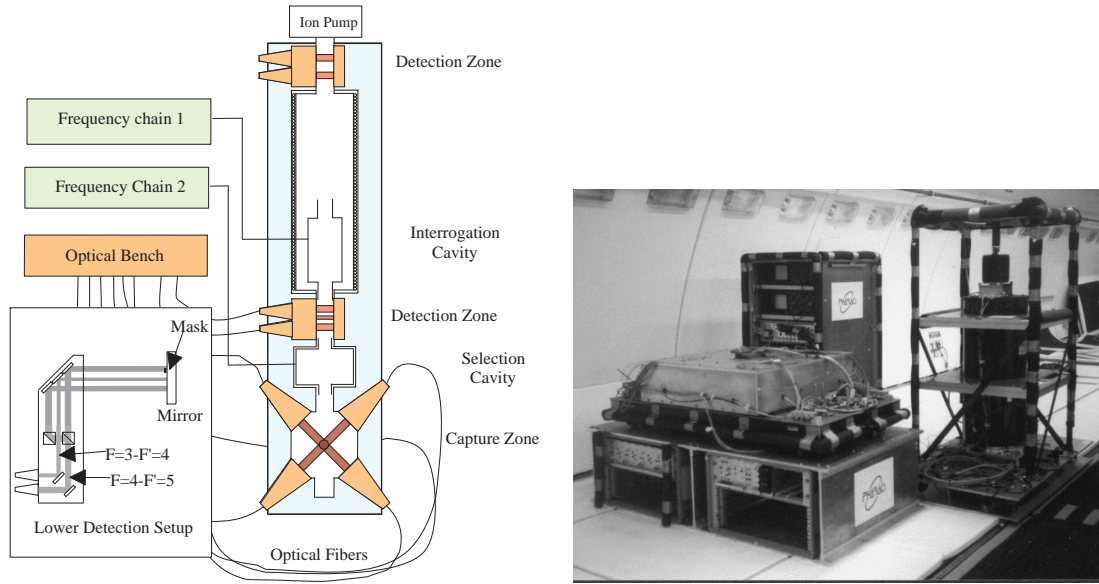 Ion Pump
Detection Zone
Frequency chain 1
Frequency Chain 2
Interrogation
Cavity
Optical Bench
Mask
Detection Zone
Selection
Cavity
Mirror
Capture Zone
F=3-F'=4
F=4-F'=5
Lower Detection Setup
Optical Fibers
PHARAO
PHARAO